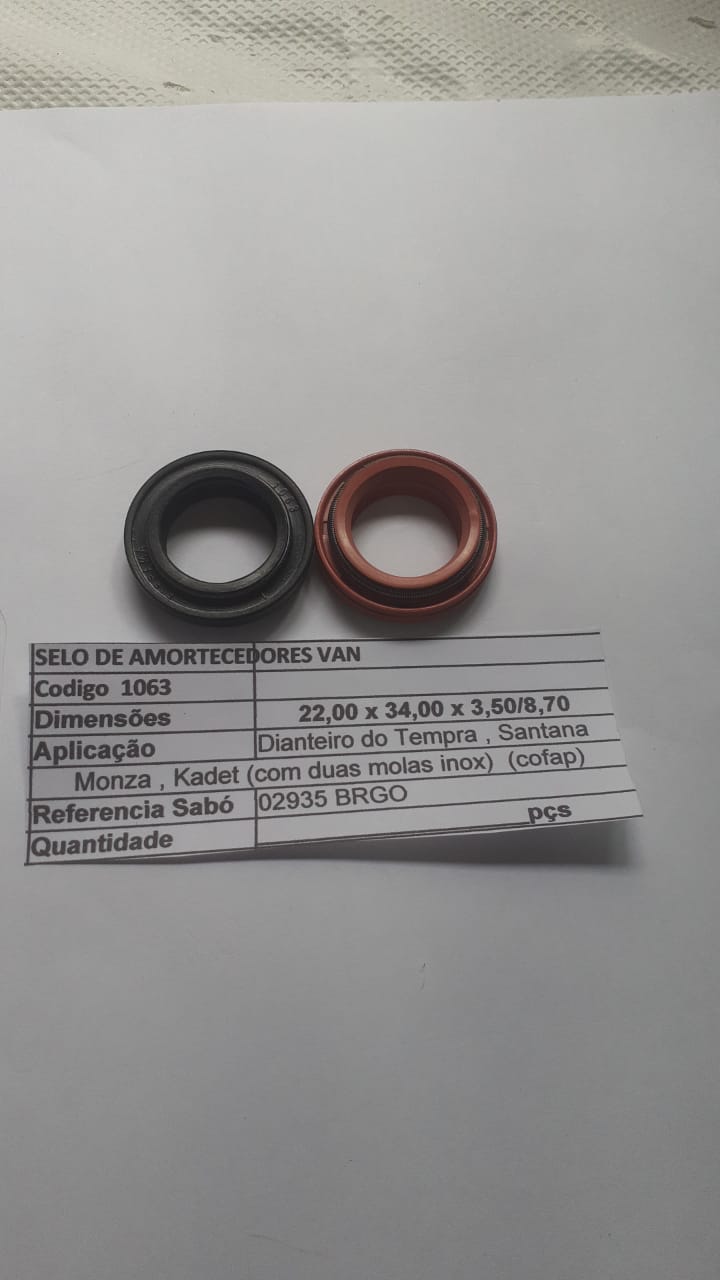 1063
SELO DE AMORTECEDORES VAN
Codigo 1063
Dimensões 22,00 x 34,00 x 3,50/8,70
Aplicação Dianteiro do Tempra , Santana
Monza , Kadet (com duas molas inox) (cofap)
Referencia Sabó 02935 BRGO
Quantidade pçs